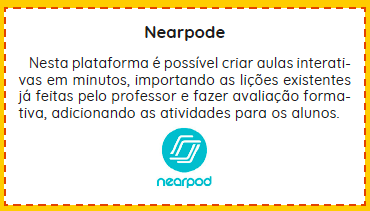 Nearpode
Nesta plataforma é possível criar aulas interati-
vas em minutos, importando as lições existentes
já feitas pelo professor e fazer avaliação forma-
tiva, adicionando as atividades para os alunos.
nearpod